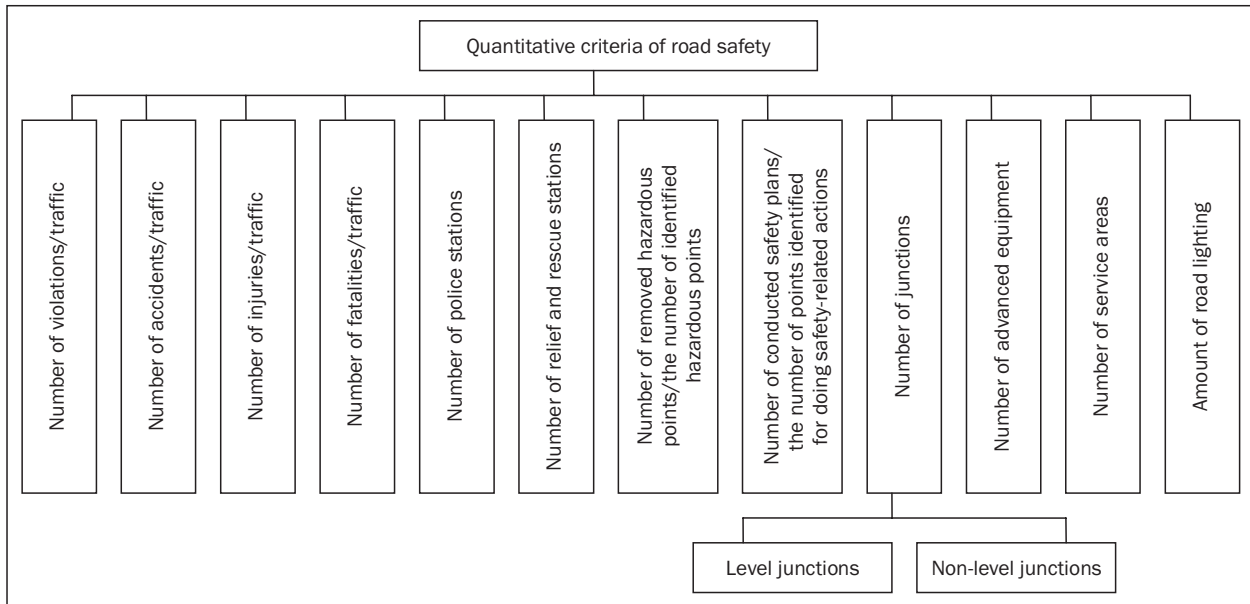 Quantitative criteria of road safety
Number of violations/traffic
Number of accidents/traffic
Number of injuries/traffic
Number of fatalities/traffic
Number of police stations
Number of relief and rescue stations
Number of removed hazardous
points/the number of identified
hazardous points
Number of conducted safety plans/
the number of points identified
for doing safety-related actions
Number of junctions
Number of advanced equipment
Number of service areas
Amount of road lighting
Level junctions
Non-level junctions